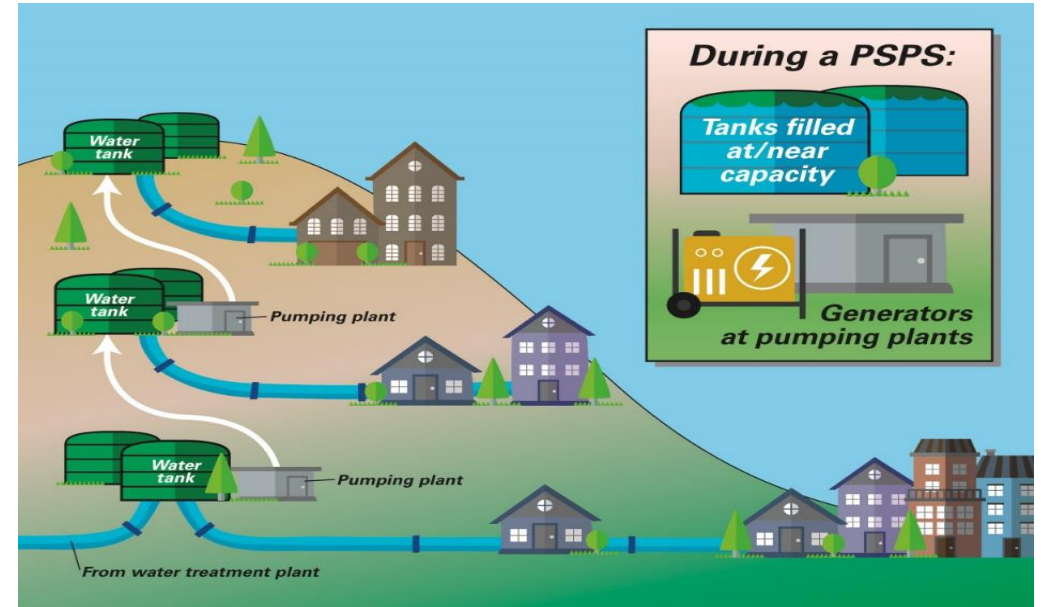 During a PSPS:
Tanks filled
at/near
capacity
Generators
at pumping plants
Water
tank
Water
tank
Pumping plant
Water
tank
Pumping plant
From water treatment plant